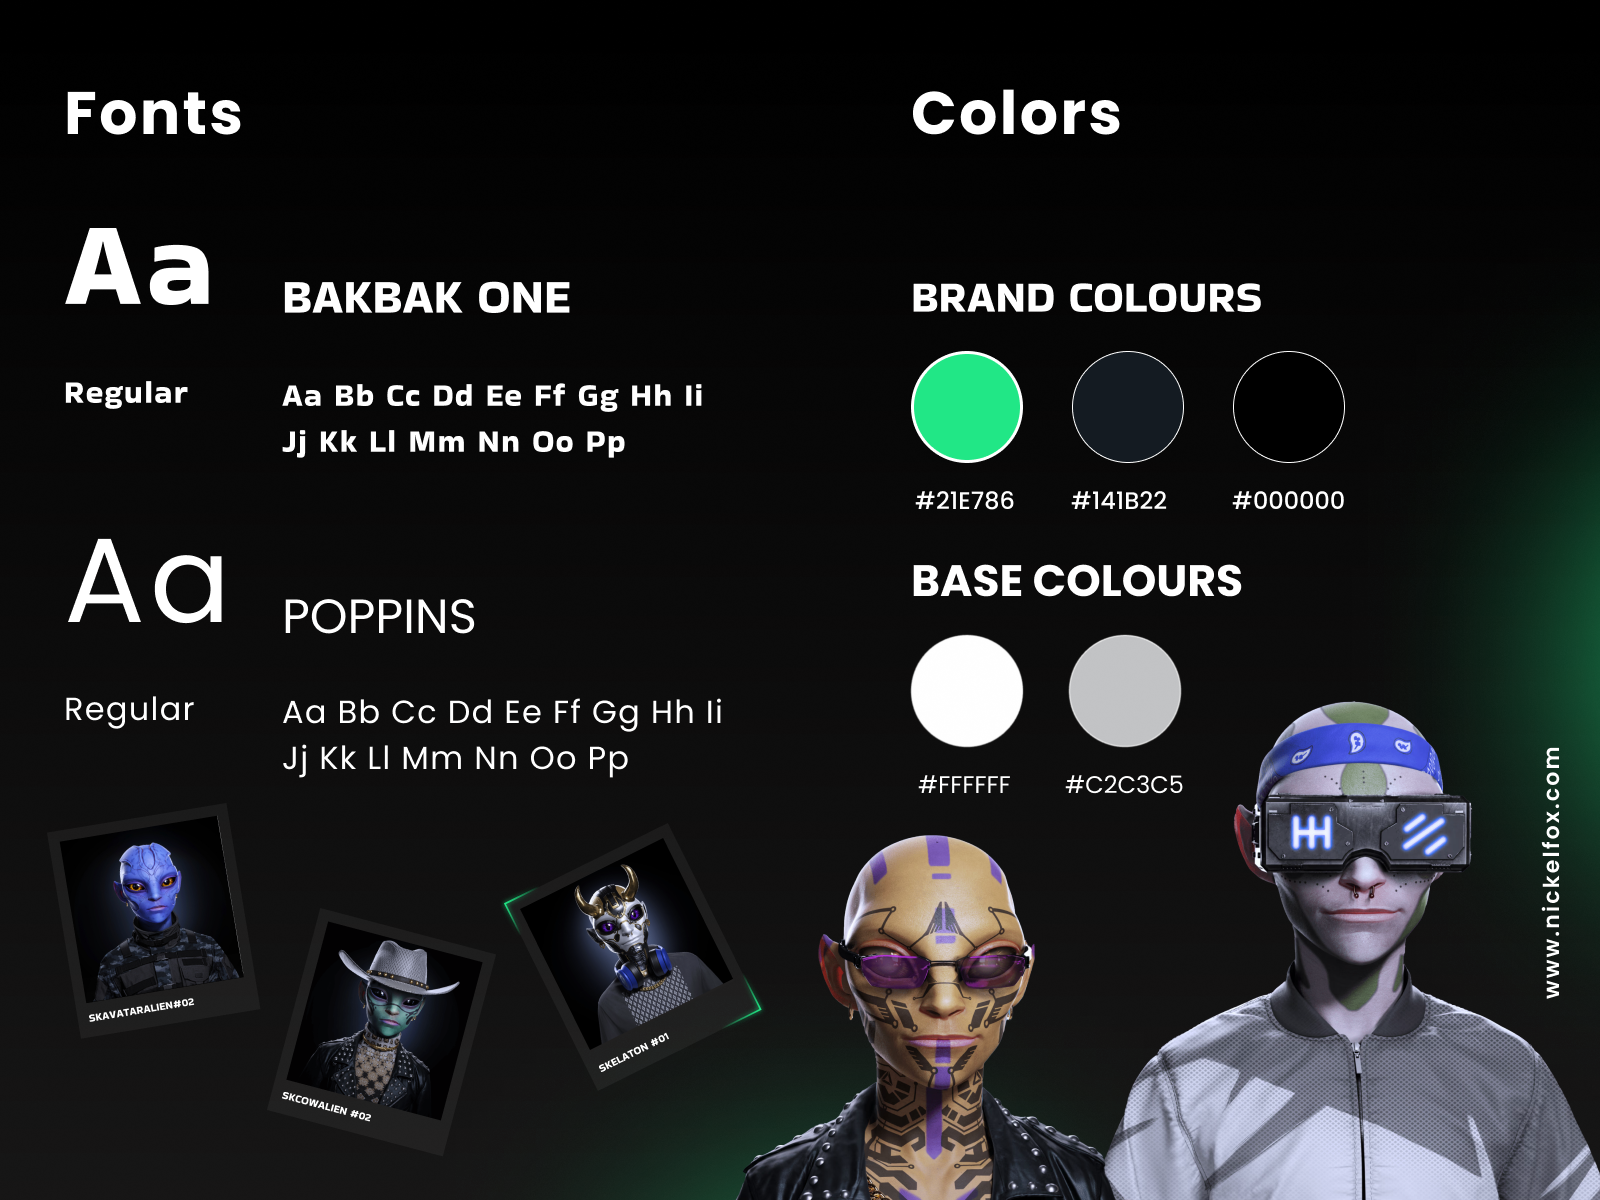 Fonts
Aa
BAKBAK ONE
Regular
Aa Bb Cc Dd Ee Ff Gg Hh Ii
Jj Kk Ll Mm Nn Oo Pp
Aa
POPPINS
Regular
Aa Bb Cc Dd Ee Ff Gg Hh Ii
Jj Kk Ll Mm Nn Oo Pp
SKAVATARALIEN#02
SKCOWALIEN #02
SKELATON #01
Colors
BRAND COLOURS
#21E786 #141B22 #000000
BASE COLOURS
#FFFFFF #C2C3C5
www.nickelfox.com